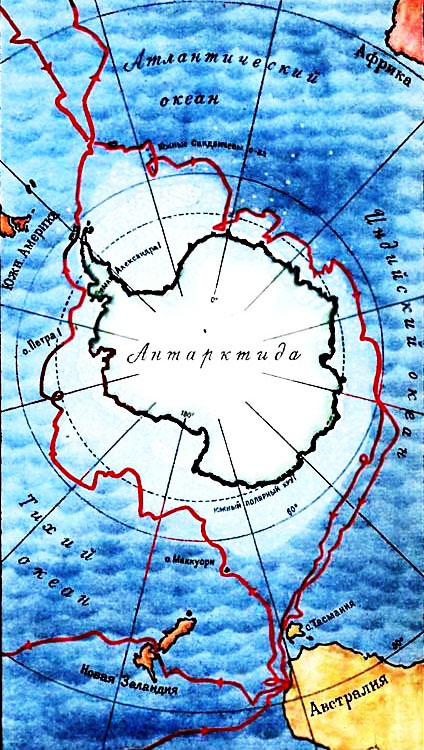 Атлантический
океан
Африка
Южные Сандвичевы о-ва
Индийский океан
Южн. Америка
60
Земля Александра I
0°
о.Петра I
Антарктида
180°
Южный полярный круг
60°
Тихий
океан
о.Маккуори
о.Тасмания
Новая Зеландия
Австралия